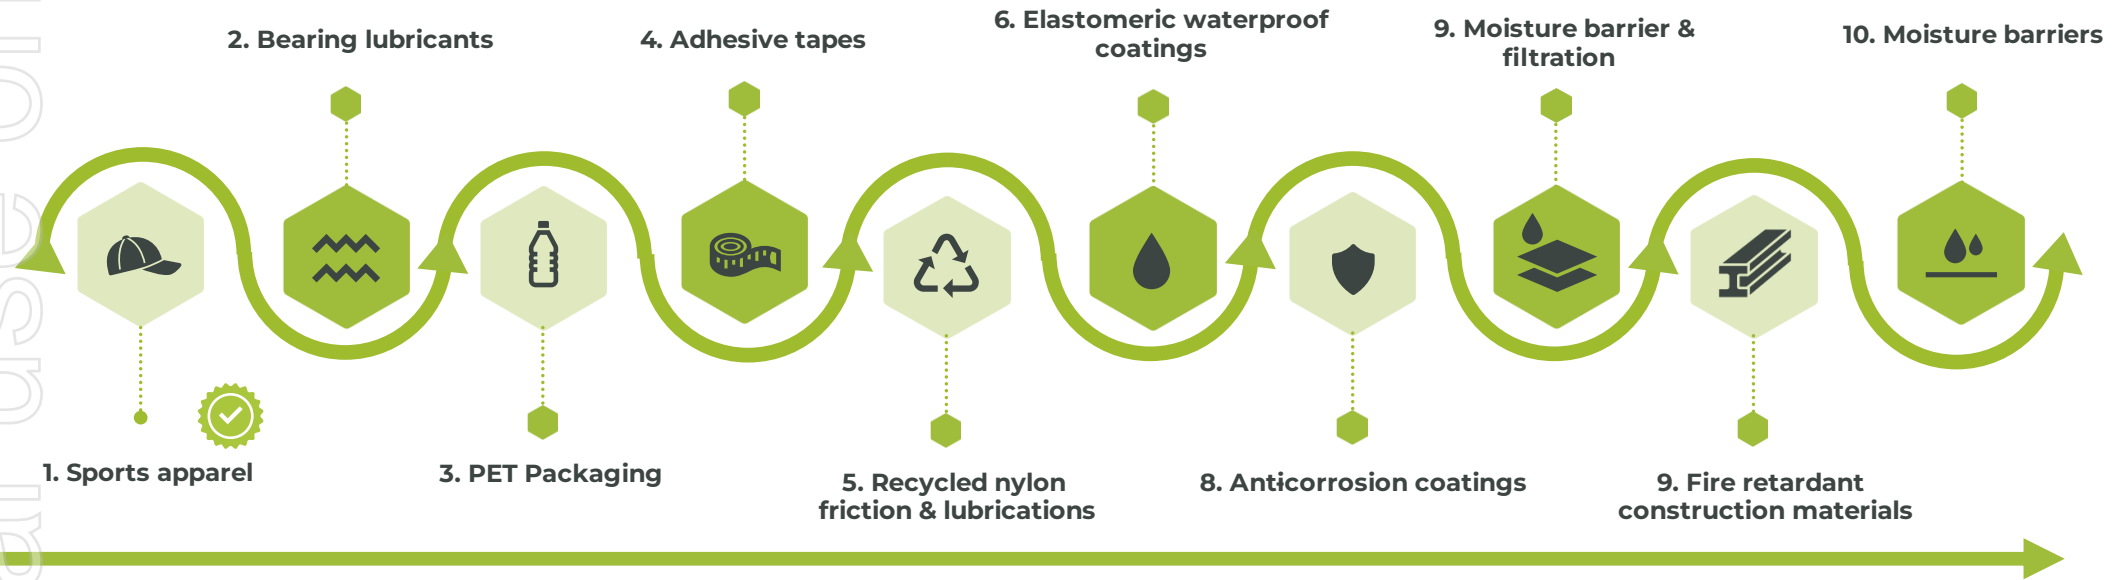 2. Bearing lubricants
4. Adhesive tapes
6. Elastomeric waterproof
coatings
9. Moisture barrier &
filtration
10. Moisture barriers
1. Sports apparel
3. PET Packaging
5. Recycled nylon
friction & lubrications
8. Anticorrosion coatings
9. Fire retardant
construction materials